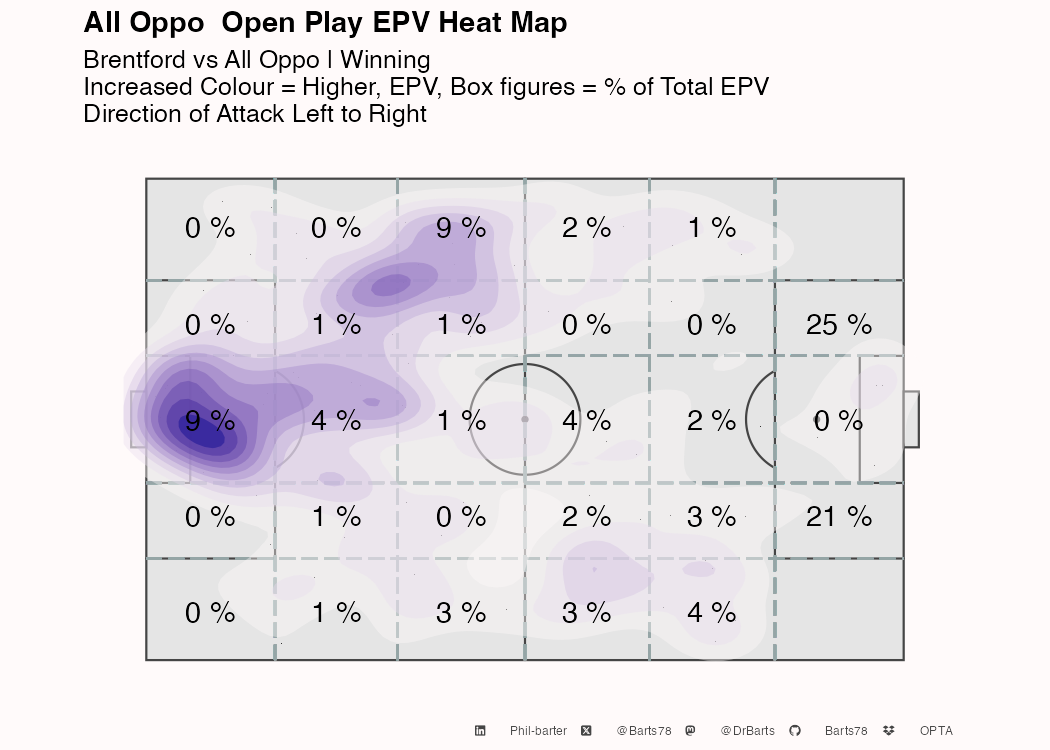 All Oppo  Open Play EPV Heat Map
Brentford vs All Oppo | Winning
Increased Colour = Higher, EPV, Box figures = % of Total EPV
Direction of Attack Left to Right
0 % 0 % 9 % 2 % 1 %
0 % 1 % 1 % 0 % 0 % 25 %
9 % 4 % 1 % 4 % 2 % 0 %
0 % 1 % 0 % 2 % 3 % 21 %
0 % 1 % 3 % 3 % 4 %
Phil-barter @Barts78 @DrBarts Barts78 OPTA